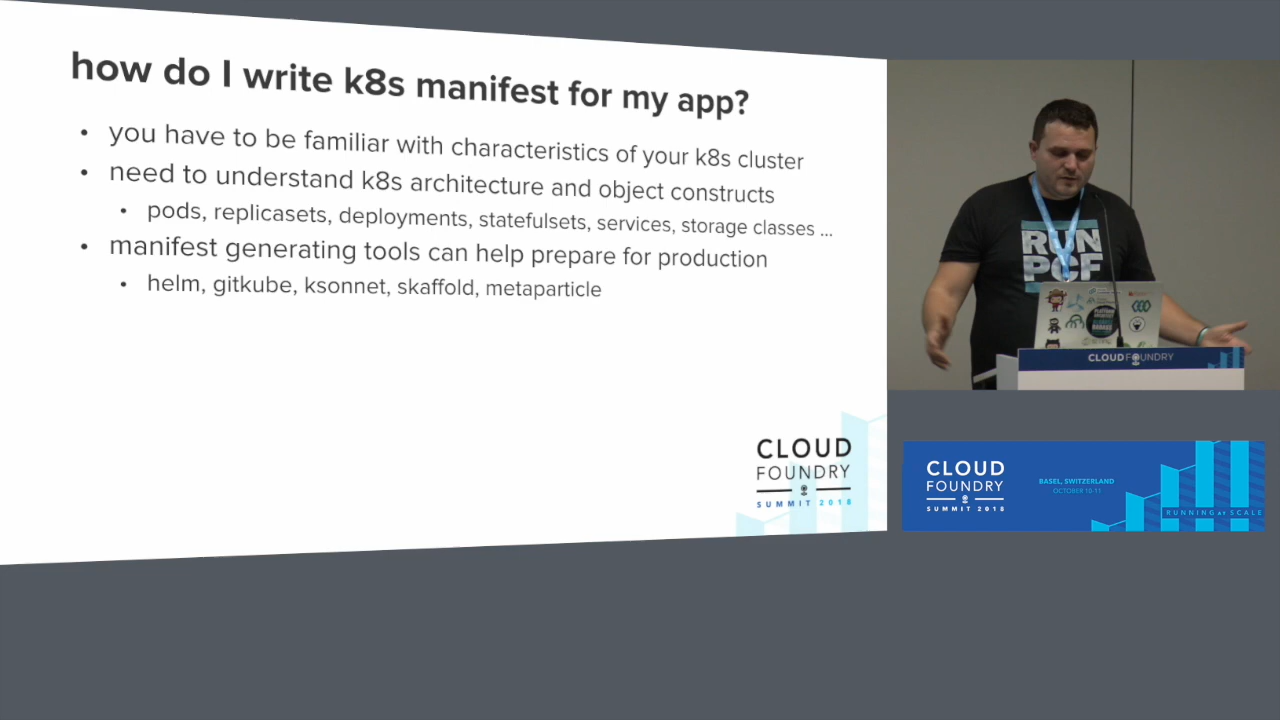 how do I write k8s manifest for my app?
• you have to be familiar with characteristics of your k8s cluster
• need to understand k8s architecture and object constructs
• pods, replicasets, deployments, statefulsets, services, storage classes ...
• manifest generating tools can help prepare for production
• helm, gitkube, ksonnet, skaffold, metaparticle
CLOUD
FOUNDRY
SUMMIT 2018
RUN
PCF
CLOUDFOUNDRY
CLOUD
FOUNDRY
SUMMIT 2018
BASEL, SWITZERLAND
OCTOBER 10-11
RUNNING AT SCALE